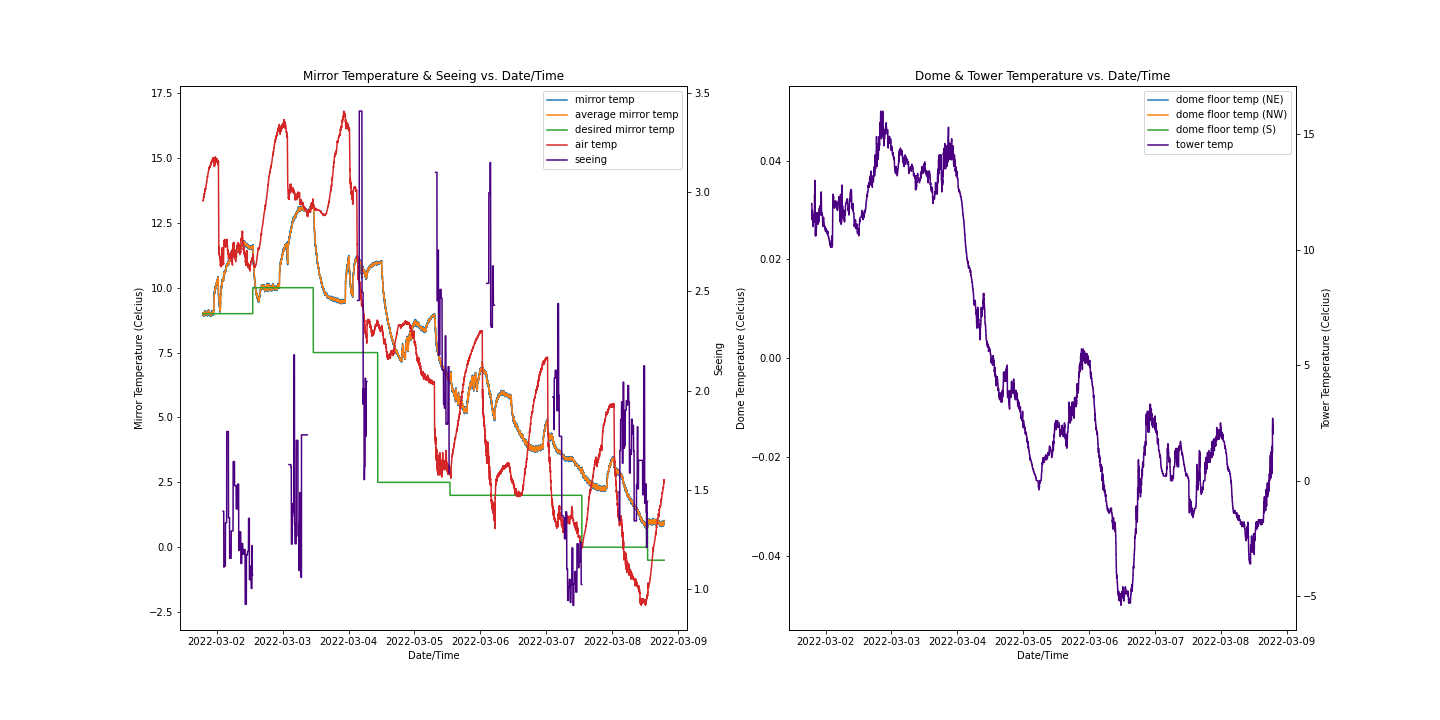 Mirror Temperature & Seeing vs. Date/Time
17.5
15.0
12.5
10.0
7.5
5.0
2.5
0.0
−2.5
Mirror Temperature (Celcius)
mirror temp
average mirror temp
desired mirror temp
air temp
seeing
3.5
3.0
2.5
2.0
1.5
1.0
Seeing
2022-03-02
2022-03-03
2022-03-04
2022-03-05
2022-03-06
2022-03-07
2022-03-08
2022-03-09
Date/Time
Dome & Tower Temperature vs. Date/Time
0.04
0.02
0.00
−0.02
−0.04
Dome Temperature (Celcius)
dome floor temp (NE)
dome floor temp (NW)
dome floor temp (S)
tower temp
15
10
5
0
−5
Tower Temperature (Celcius)
2022-03-02
2022-03-03
2022-03-04
2022-03-05
2022-03-06
2022-03-07
2022-03-08
2022-03-09
Date/Time